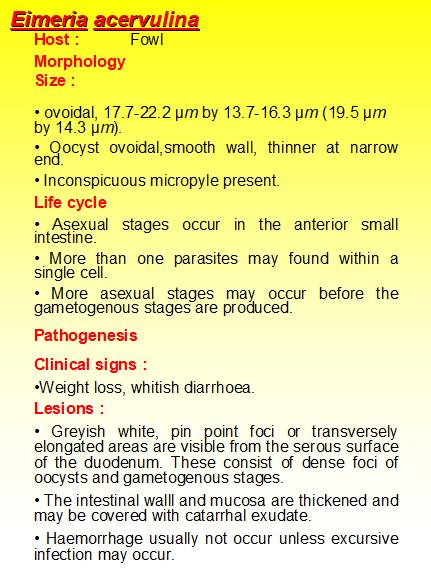 Eimeria acervulina
Host : Fowl
Morphology
Size :
• ovoidal, 17.7-22.2 µm by 13.7-16.3 µm (19.5 µm
by 14.3 µm).
• Oocyst ovoidal,smooth wall, thinner at narrow
end.
• Inconspicuous micropyle present.
Life cycle
• Asexual stages occur in the anterior small
intestine.
• More than one parasites may found within a
single cell.
• More asexual stages may occur before the
gametogenous stages are produced.
Pathogenesis
Clinical signs :
•Weight loss, whitish diarrhoea.
Lesions :
• Greyish white, pin point foci or transversely
elongated areas are visible from the serous surface
of the duodenum. These consist of dense foci of
oocysts and gametogenous stages.
• The intestinal walll and mucosa are thickened and
may be covered with catarrhal exudate.
• Haemorrhage usually not occur unless excursive
infection may occur.